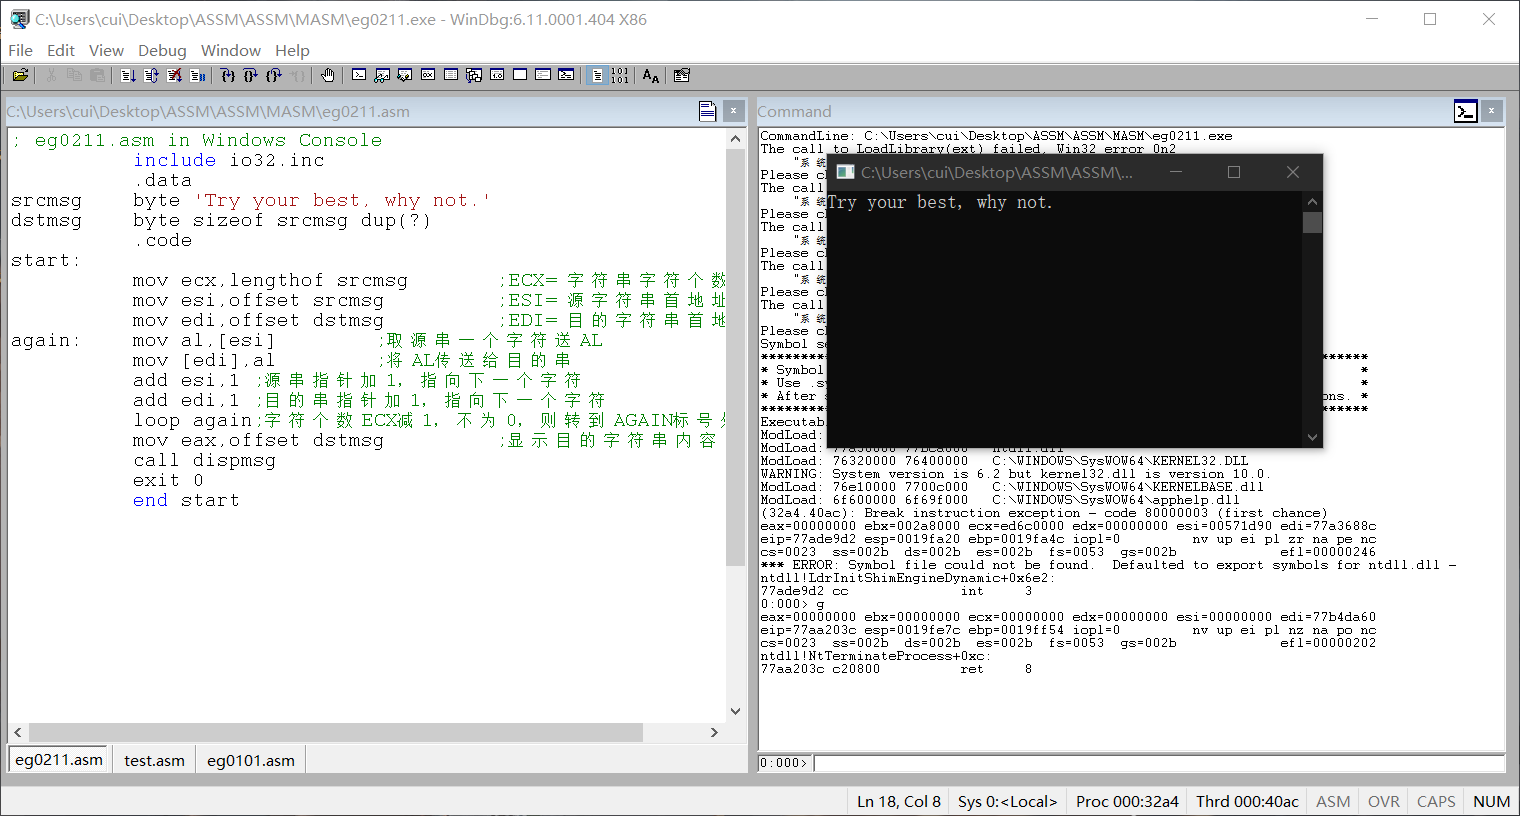 C:\Users\cui\Desktop\ASSM\ASSM\MASM\eg0211.exe - WinDbg:6.11.0001.404 X86
File Edit View Debug Window Help
C:\Users\cui\Desktop\ASSM\ASSM\MASM\eg0211.asm
; eg0211.asm in Windows Console
include io32.inc
.data
srcmsg byte 'Try your best, why not.'
dstmsg byte sizeof srcmsg dup(?)
.code
start:
mov ecx,lengthof srcmsg ;ECX=字符串字符个数
mov esi,offset srcmsg ;ESI=源字符串首地址
mov edi,offset dstmsg ;EDI=目的字符串首地
again: mov al,[esi] ;取源串一个字符送AL
mov [edi],al ;将AL传送给目的串
add esi,1 ;源串指针加1, 指向下一个字符
add edi,1 ;目的串指针加1, 指向下一个字符
loop again;字符个数ECX减1, 不为0, 则转到AGAIN标号
mov eax,offset dstmsg ;显示目的字符串内容
call dispmsg
exit 0
end start
eg0211.asm test.asm eg0101.asm
Command
CommandLine: C:\Users\cui\Desktop\ASSM\ASSM\MASM\eg0211.exe
The call to LoadLibrary(ext) failed, Win32 error 0n2
"系统
Please ch
The call
"系统
Please ch
The call
"系统
Please ch
The call
"系统
Please ch
The call
"系统
Please ch
Symbol se
*********
* Symbol *
* Use .sy *
* After s ons. *
*********
Executab
ModLoad:
ModLoad: ntdll.dll
ModLoad: 76320000 76400000 C:\WINDOWS\SysWOW64\KERNEL32.DLL
WARNING: System version is 6.2 but kernel32.dll is version 10.0.
ModLoad: 76e10000 7700c000 C:\WINDOWS\SysWOW64\KERNELBASE.dll
ModLoad: 6f600000 6f69f000 C:\WINDOWS\SysWOW64\apphelp.dll
(32a4.40ac): Break instruction exception - code 80000003 (first chance)
eax=00000000 ebx=002a8000 ecx=ed6c0000 edx=00000000 esi=00571d90 edi=77a3688c
eip=77ade9d2 esp=0019fa20 ebp=0019fa4c iopl=0 nv up ei pl zr na pe nc
cs=0023 ss=002b ds=002b es=002b fs=0053 gs=002b efl=00000246
*** ERROR: Symbol file could not be found. Defaulted to export symbols for ntdll.dll -
ntdll!LdrInitShimEngineDynamic+0x6e2:
77ade9d2 cc int 3
0:000> g
eax=00000000 ebx=00000000 ecx=00000000 edx=00000000 esi=00000000 edi=77b4da60
eip=77aa203c esp=0019fe7c ebp=0019ff54 iopl=0 nv up ei pl nz na po nc
cs=0023 ss=002b ds=002b es=002b fs=0053 gs=002b efl=00000202
ntdll!NtTerminateProcess+0xc:
77aa203c c20800 ret 8
0:000>
C:\Users\cui\Desktop\ASSM\ASSM\...
Try your best, why not.
Ln 18, Col 8 Sys 0:<Local> Proc 000:32a4 Thrd 000:40ac ASM OVR CAPS NUM